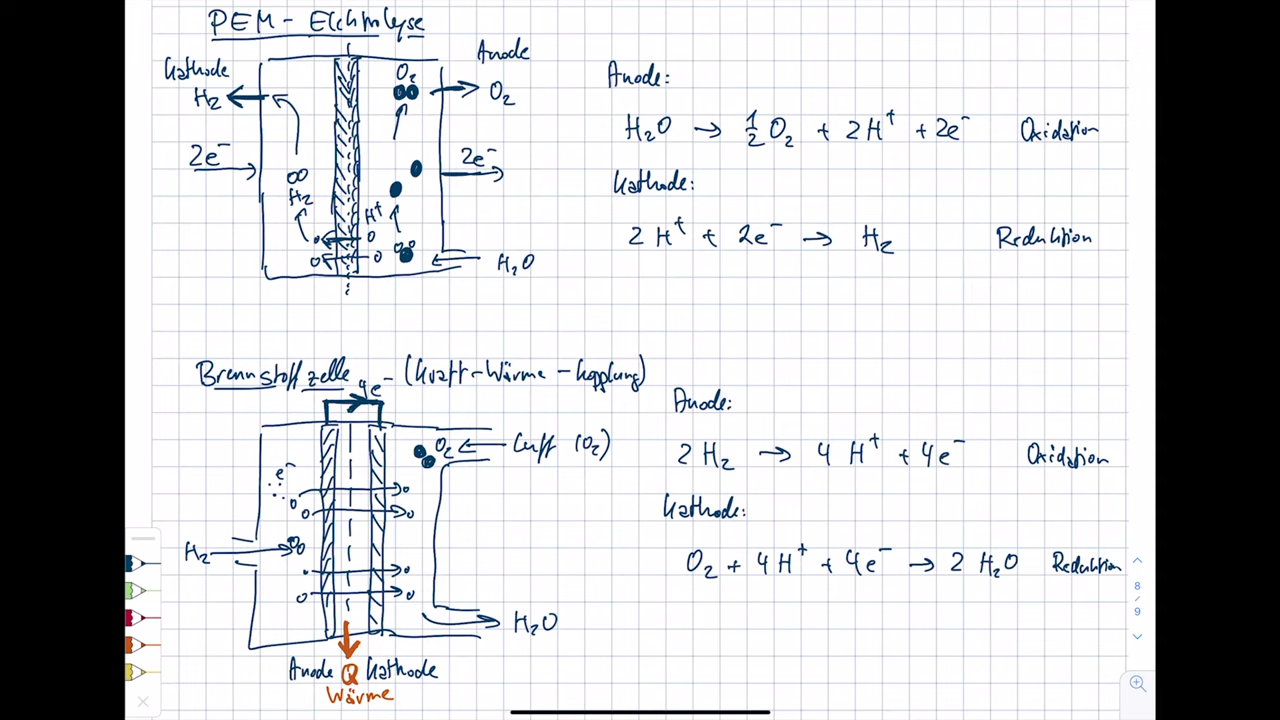 PEM - Elektrolyse
Kathode
Anode
H₂
O₂
O₂
2e⁻
2e⁻
H₂
H⁺
H₂O
Anode:
H₂O → ½ O₂ + 2H⁺ + 2e⁻ Oxidation
Kathode:
2 H⁺ + 2e⁻ → H₂ Reduktion
Brennstoffzelle (Kraft-Wärme-Kopplung)
4e⁻
O₂
Luft (O₂)
e⁻
H₂
H₂O
Anode Q Kathode
Wärme
Anode:
2 H₂ → 4 H⁺ + 4e⁻ Oxidation
Kathode:
O₂ + 4H⁺ + 4e⁻ → 2 H₂O Reduktion
8
/
9